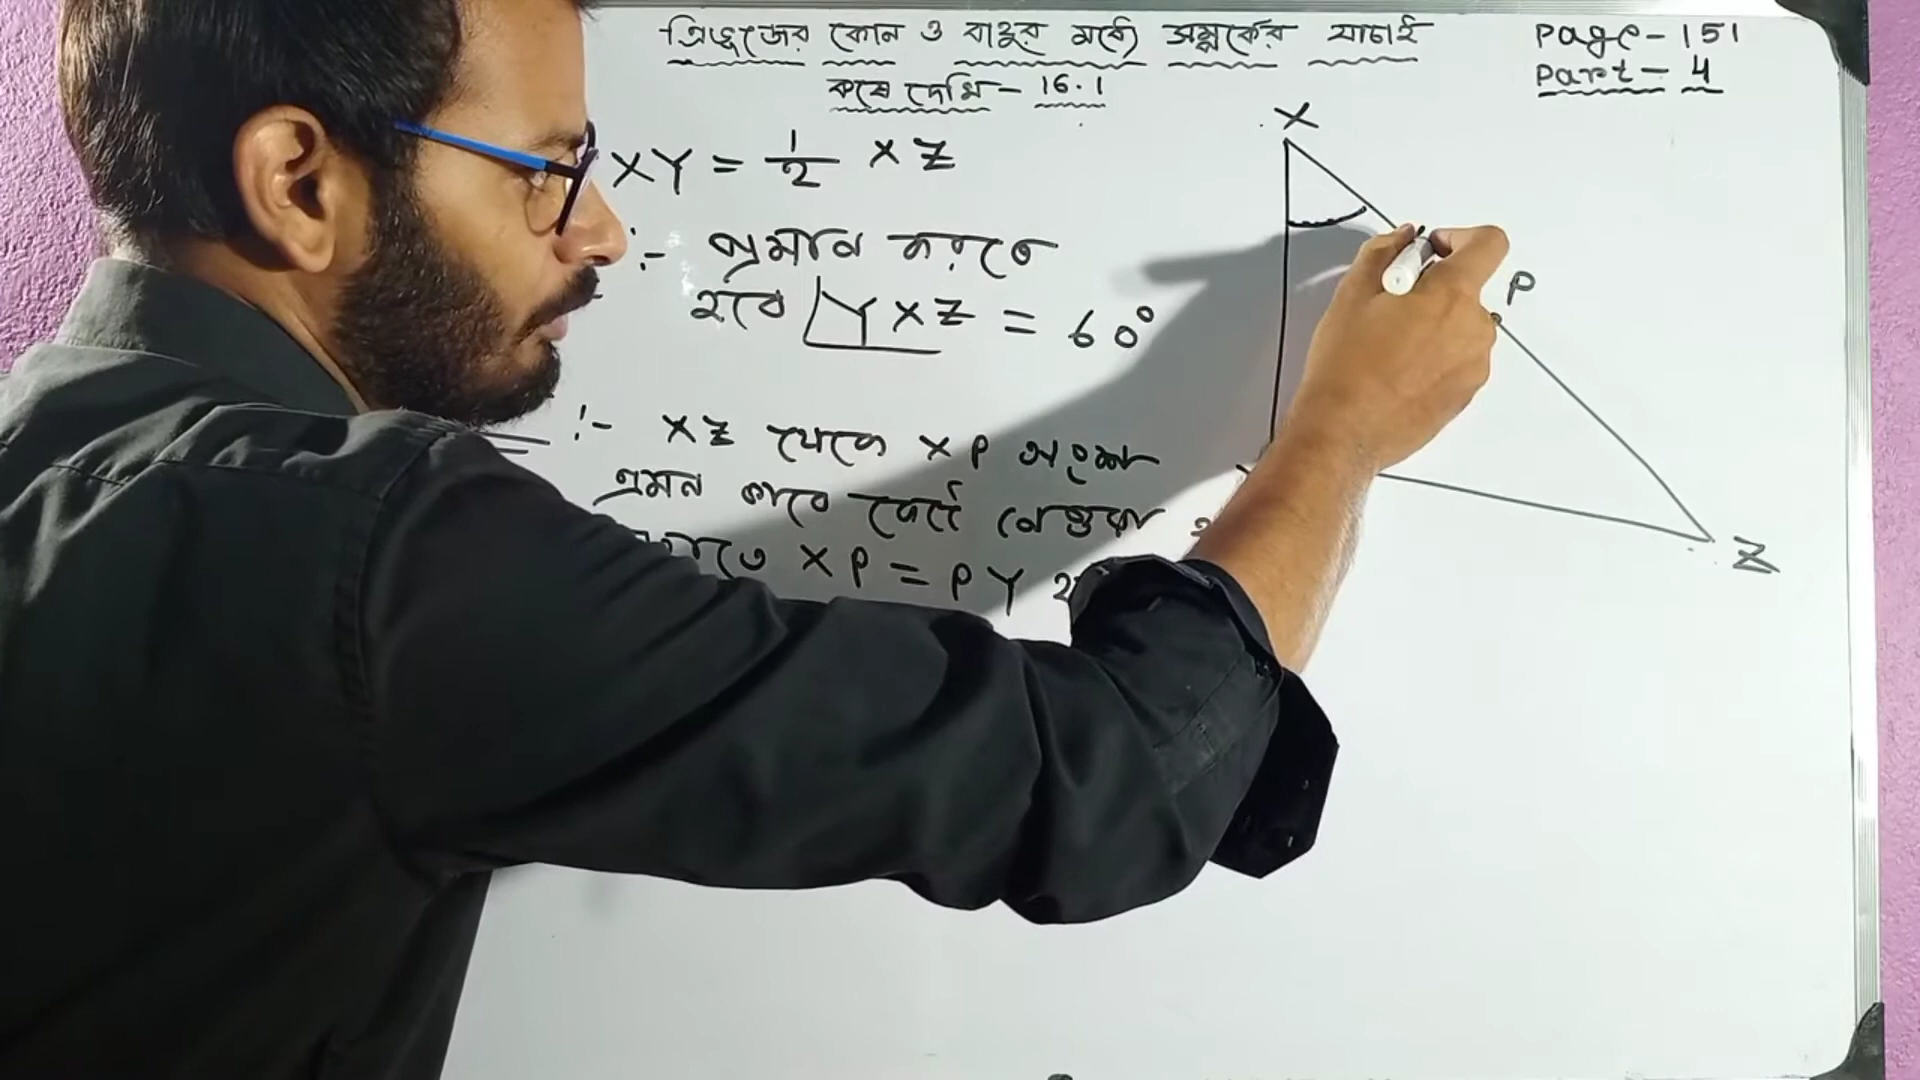 ত্রিভুজের কোন ও বাহুর মধ্যে সম্পর্কের যাচাই
কষে দেখি - 16.1
Page - 151
Part - 4
XY = 1/2 XZ
:- প্রমান করতে
হবে ∠YXZ = 60°
:- XZ থেকে XP অংশ
এমন ভাবে কেটে নেওয়া
XP = PY
X
P
Z